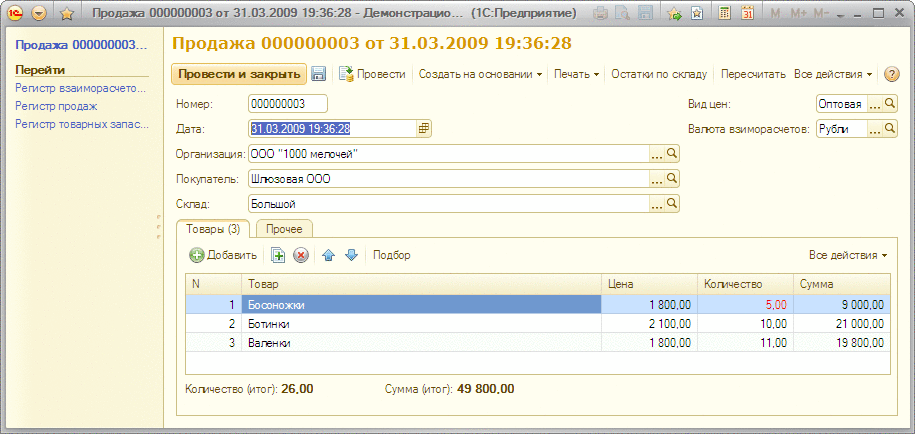 Продажа 000000003 от 31.03.2009 19:36:28 - Демонстрацио... (1С:Предприятие)
M M+ M-
31
Продажа 000000003...
Перейти
Регистр взаиморасчето...
Регистр продаж
Регистр товарных запас...
Продажа 000000003 от 31.03.2009 19:36:28
Провести и закрыть Провести Создать на основании Печать Остатки по складу Пересчитать Все действия ?
Номер: 000000003 Вид цен: Оптовая ...
Дата: 31.03.2009 19:36:28 Валюта взиморасчетов: Рубли ...
Организация: ООО "1000 мелочей" ...
Покупатель: Шлюзовая ООО ...
Склад: Большой ...
Товары (3) Прочее
Добавить Подбор Все действия
N Товар Цена Количество Сумма
1 Босоножки 1 800,00 5,00 9 000,00
2 Ботинки 2 100,00 10,00 21 000,00
3 Валенки 1 800,00 11,00 19 800,00
Количество (итог): 26,00 Сумма (итог): 49 800,00